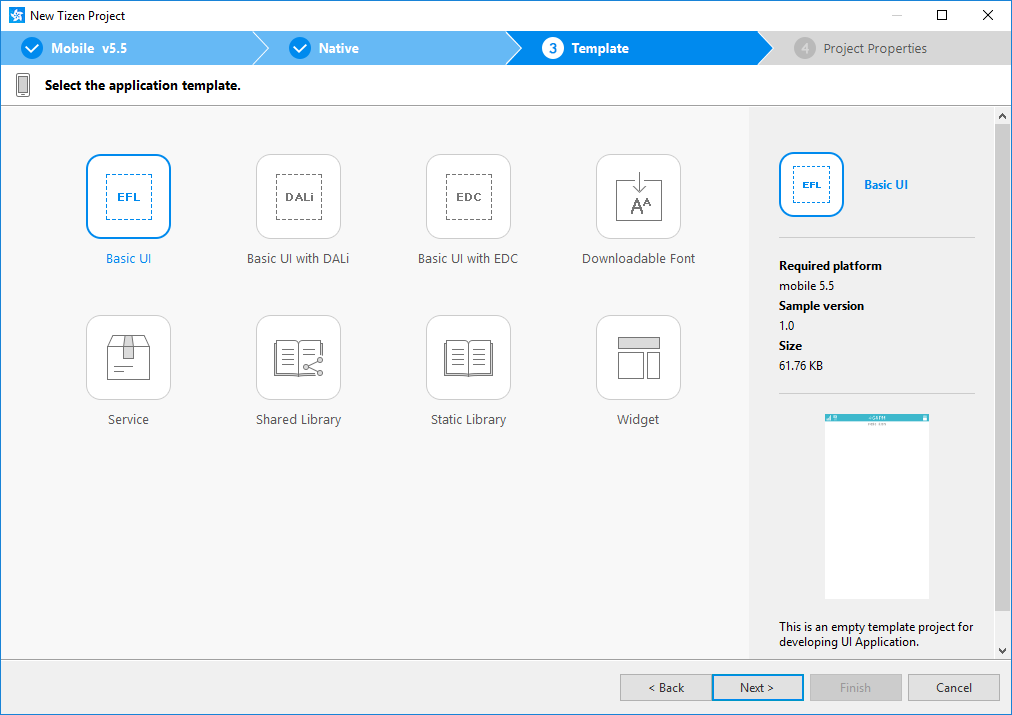 New Tizen Project
Mobile v5.5
Native
3 Template
4 Project Properties
Select the application template.
EFL
DALi
EDC
AA
Basic UI
Basic UI with DALi
Basic UI with EDC
Downloadable Font
Service
Shared Library
Static Library
Widget
EFL
Basic UI
Required platform
mobile 5.5
Sample version
1.0
Size
61.76 KB
This is an empty template project for
developing UI Application.
< Back
Next >
Finish
Cancel